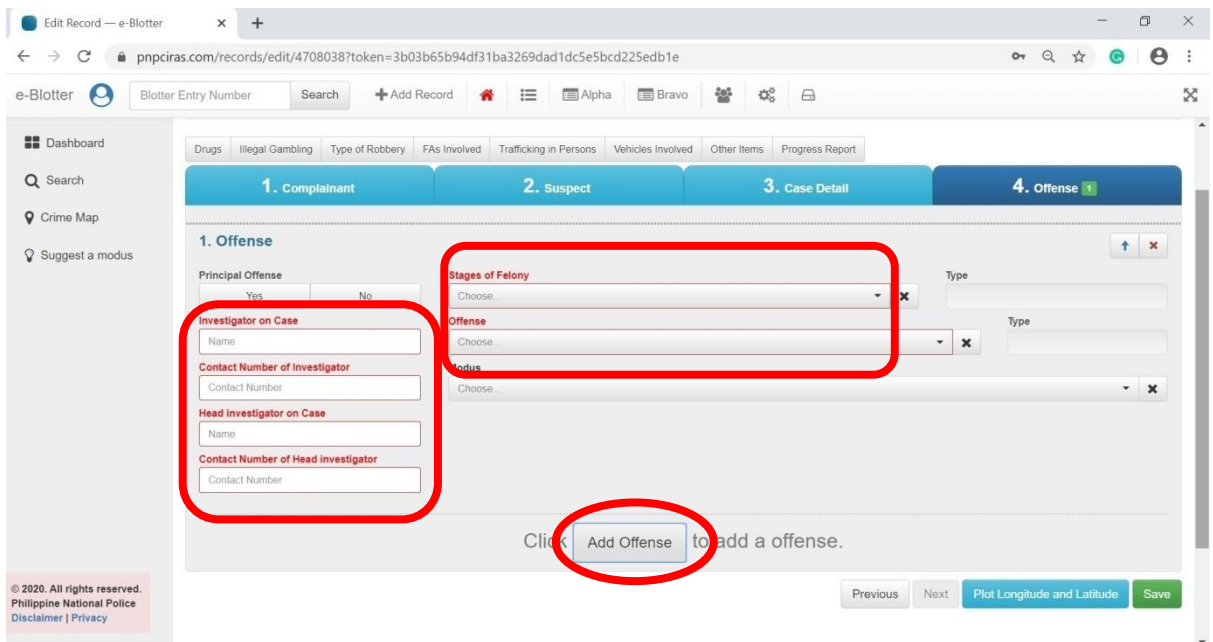 Edit Record — e-Blotter
pnpciras.com/records/edit/4708038?token=3b03b65b94df31ba3269dad1dc5e5bcd225edb1e
e-Blotter Blotter Entry Number Search Add Record Alpha Bravo
Dashboard
Search
Crime Map
Suggest a modus
Drugs Illegal Gambling Type of Robbery FAs Involved Trafficking in Persons Vehicles Involved Other Items Progress Report
1. Complainant 2. Suspect 3. Case Detail 4. Offense 1
1. Offense
Principal Offense Stages of Felony Type
Yes No Choose...
Investigator on Case Offense Type
Name Choose...
Contact Number of Investigator Modus
Contact Number Choose...
Head investigator on Case
Name
Contact Number of Head investigator
Contact Number
Click Add Offense to add a offense.
Previous Next Plot Longitude and Latitude Save
© 2020. All rights reserved.
Philippine National Police
Disclaimer | Privacy